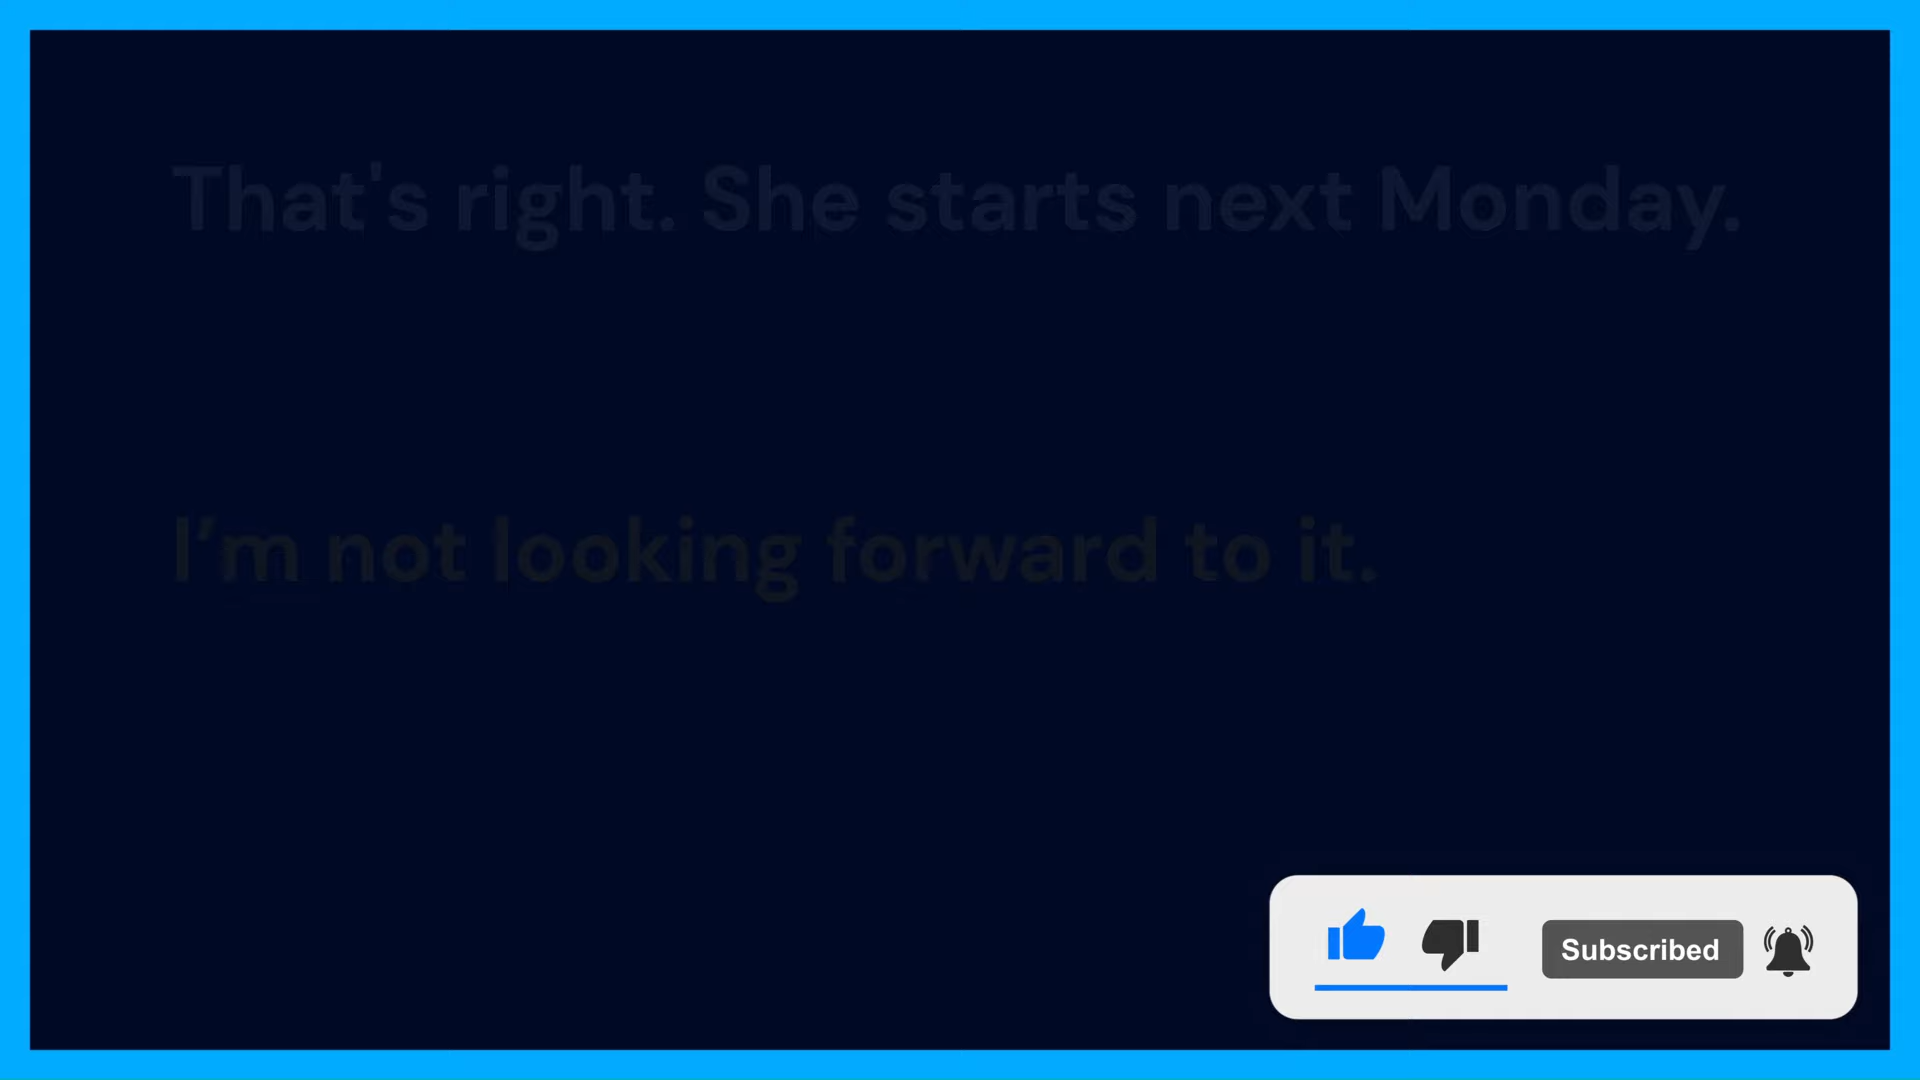 That's right. She starts next Monday.
I’m not looking forward to it.
Subscribed